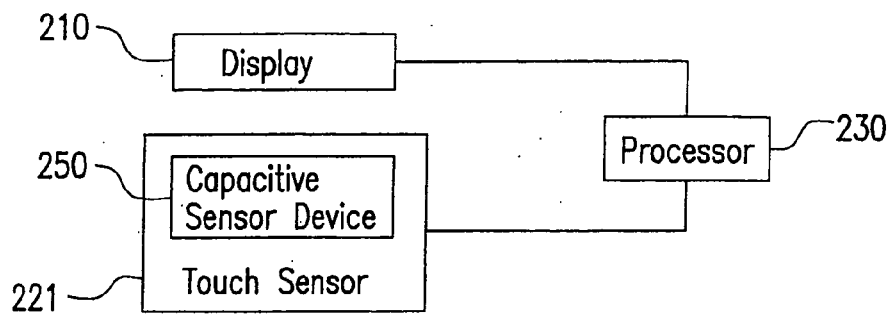 210
Display
Processor
230
250
Capacitive
Sensor Device
Touch Sensor
221